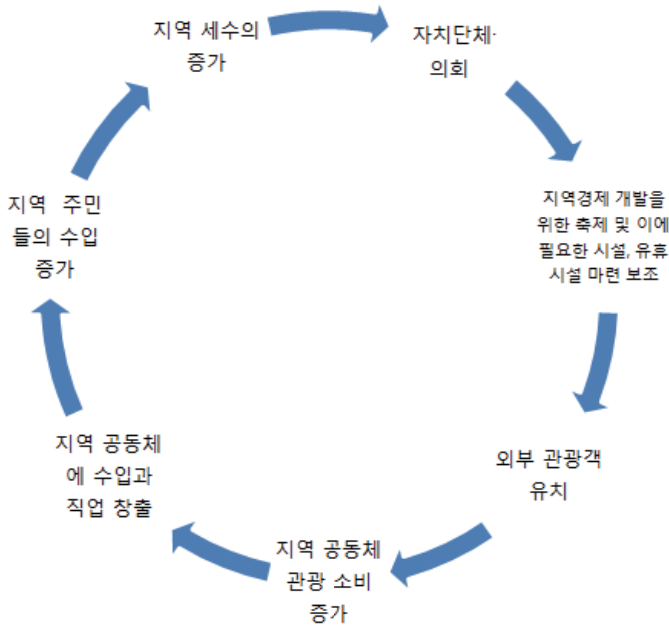 지역 세수의
증가
자치단체·
의회
지역경제 개발을
위한 축제 및 이에
필요한 시설, 유휴
시설 마련 보조
외부 관광객
유치
지역 공동체
관광 소비
증가
지역 공동체
에 수입과
직업 창출
지역 주민
들의 수입
증가